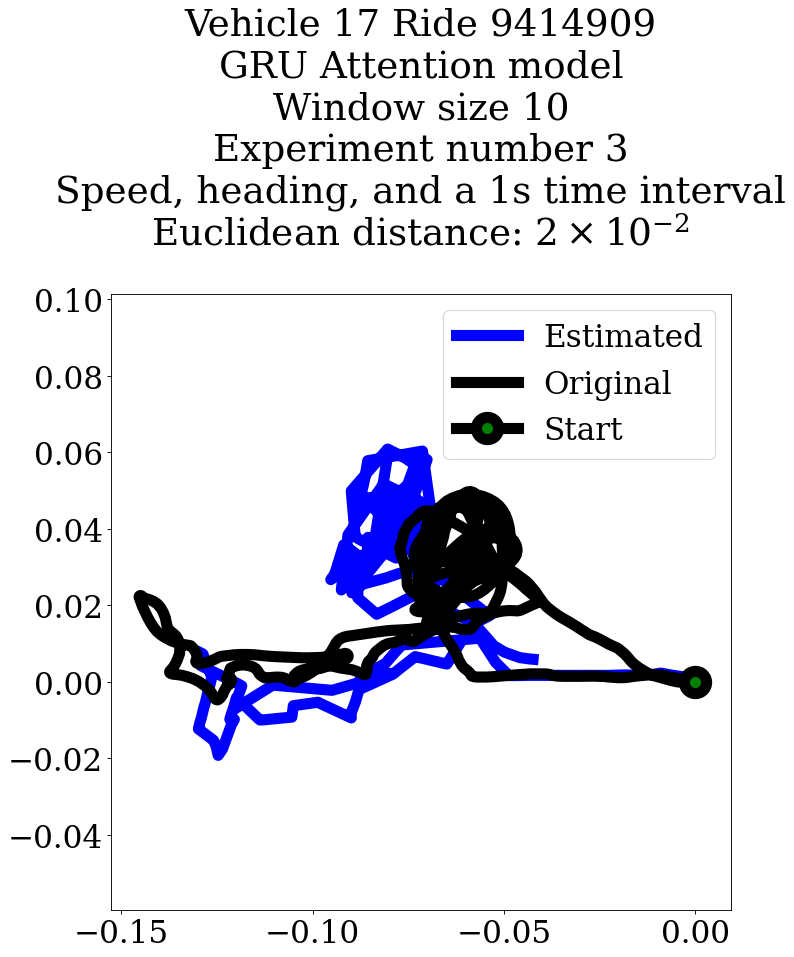 Vehicle 17 Ride 9414909
GRU Attention model
Window size 10
Experiment number 3
Speed, heading, and a 1s time interval
Euclidean distance: 2 × 10⁻²
0.10
0.08
0.06
0.04
0.02
0.00
−0.02
−0.04
Estimated
Original
Start
−0.15
−0.10
−0.05
0.00